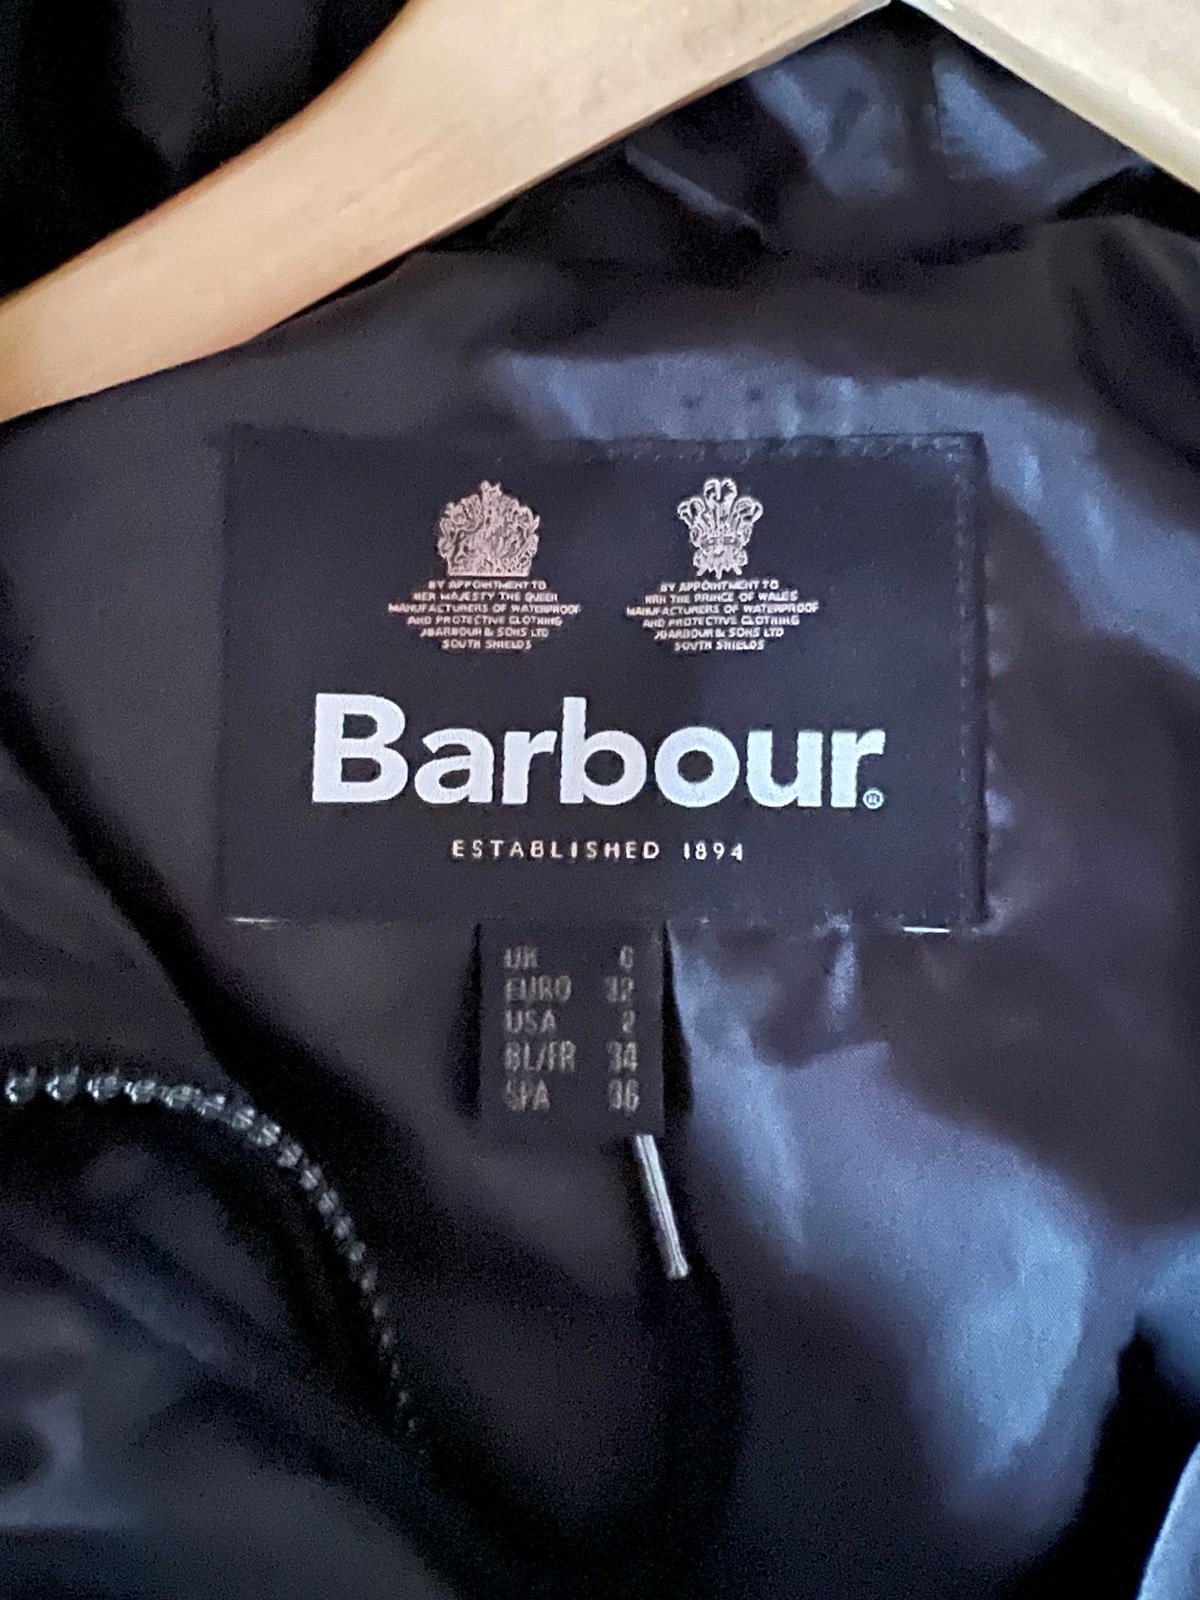 BY APPOINTMENT TO
HER MAJESTY THE QUEEN
MANUFACTURERS OF WATERPROOF
AND PROTECTIVE CLOTHING
J BARBOUR & SONS LTD
SOUTH SHIELDS
BY APPOINTMENT TO
HRH THE PRINCE OF WALES
MANUFACTURERS OF WATERPROOF
AND PROTECTIVE CLOTHING
J BARBOUR & SONS LTD
SOUTH SHIELDS
Barbour®
ESTABLISHED 1894
UK 6
EURO 32
USA 2
BL/FR 34
SPA 36